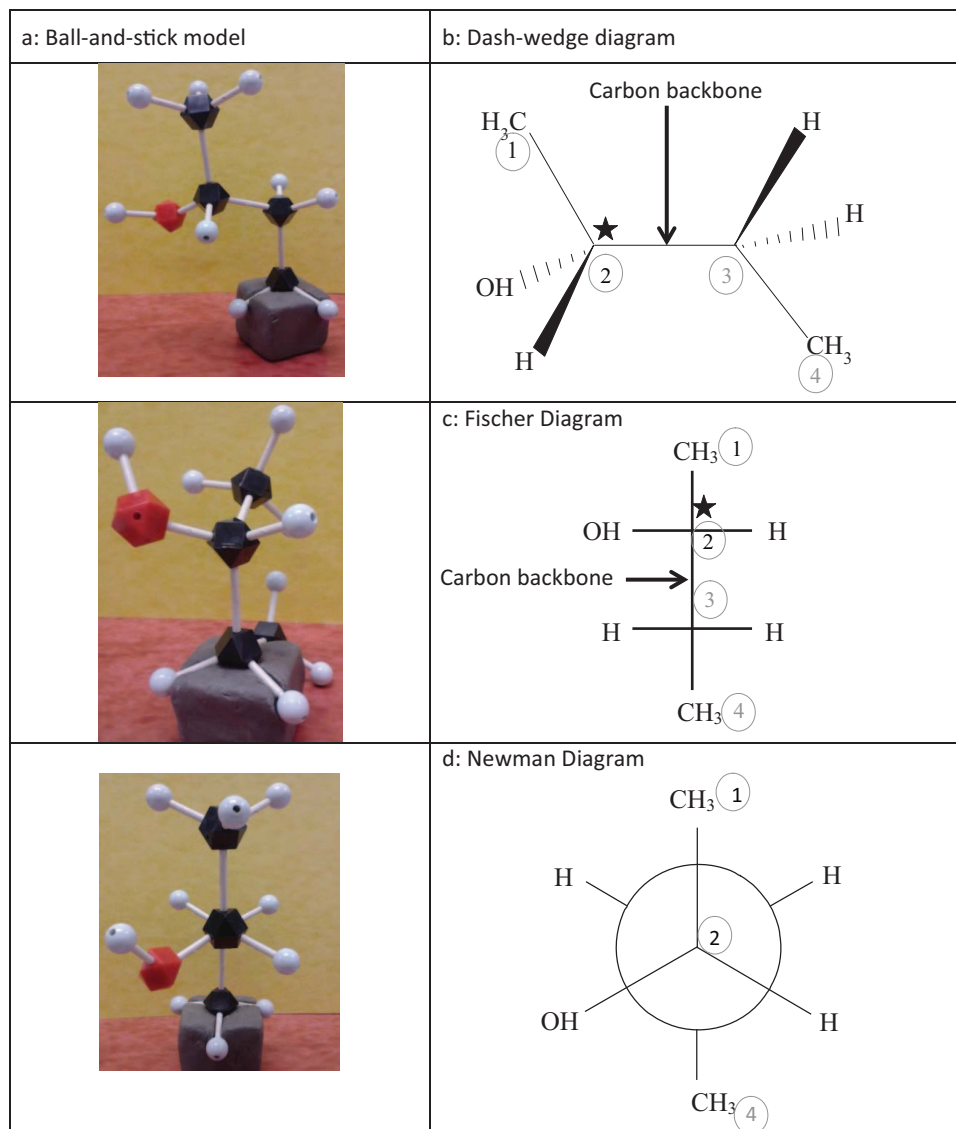 a: Ball-and-stick model
b: Dash-wedge diagram
Carbon backbone
H₃C
1
H
H
2
3
OH
H
CH₃
4
c: Fischer Diagram
CH₃ 1
OH
H
2
Carbon backbone
3
H
H
CH₃ 4
d: Newman Diagram
CH₃ 1
H
H
2
OH
H
CH₃ 4